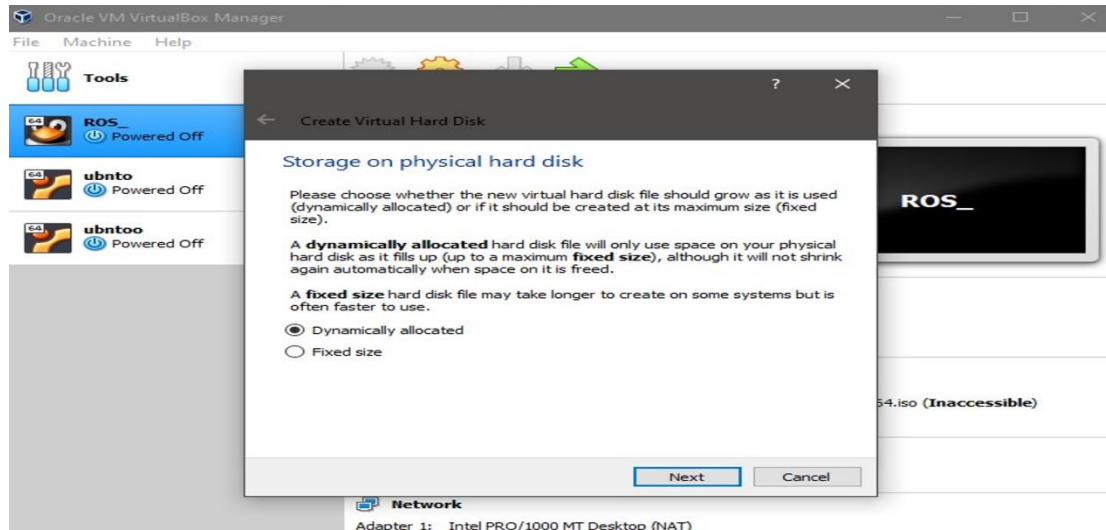 Oracle VM VirtualBox Manager
File Machine Help
Tools
64
ROS_
Powered Off
64
ubnto
Powered Off
64
ubntoo
Powered Off
?
Create Virtual Hard Disk
Storage on physical hard disk
Please choose whether the new virtual hard disk file should grow as it is used
(dynamically allocated) or if it should be created at its maximum size (fixed
size).
A dynamically allocated hard disk file will only use space on your physical
hard disk as it fills up (up to a maximum fixed size), although it will not shrink
again automatically when space on it is freed.
A fixed size hard disk file may take longer to create on some systems but is
often faster to use.
Dynamically allocated
Fixed size
Next Cancel
ROS_
64.iso (Inaccessible)
Network
Adapter 1: Intel PRO/1000 MT Desktop (NAT)